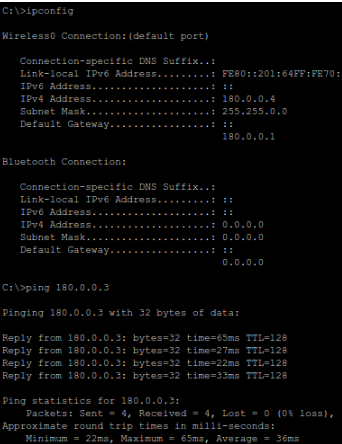 C:\>ipconfig
Wireless0 Connection:(default port)
Connection-specific DNS Suffix..:
Link-local IPv6 Address.........: FE80::201:64FF:FE70:
IPv6 Address....................: ::
IPv4 Address....................: 180.0.0.4
Subnet Mask.....................: 255.255.0.0
Default Gateway.................: ::
180.0.0.1
Bluetooth Connection:
Connection-specific DNS Suffix..:
Link-local IPv6 Address.........: ::
IPv6 Address....................: ::
IPv4 Address....................: 0.0.0.0
Subnet Mask.....................: 0.0.0.0
Default Gateway.................: ::
0.0.0.0
C:\>ping 180.0.0.3
Pinging 180.0.0.3 with 32 bytes of data:
Reply from 180.0.0.3: bytes=32 time=65ms TTL=128
Reply from 180.0.0.3: bytes=32 time=27ms TTL=128
Reply from 180.0.0.3: bytes=32 time=22ms TTL=128
Reply from 180.0.0.3: bytes=32 time=33ms TTL=128
Ping statistics for 180.0.0.3:
Packets: Sent = 4, Received = 4, Lost = 0 (0% loss),
Approximate round trip times in milli-seconds:
Minimum = 22ms, Maximum = 65ms, Average = 36ms